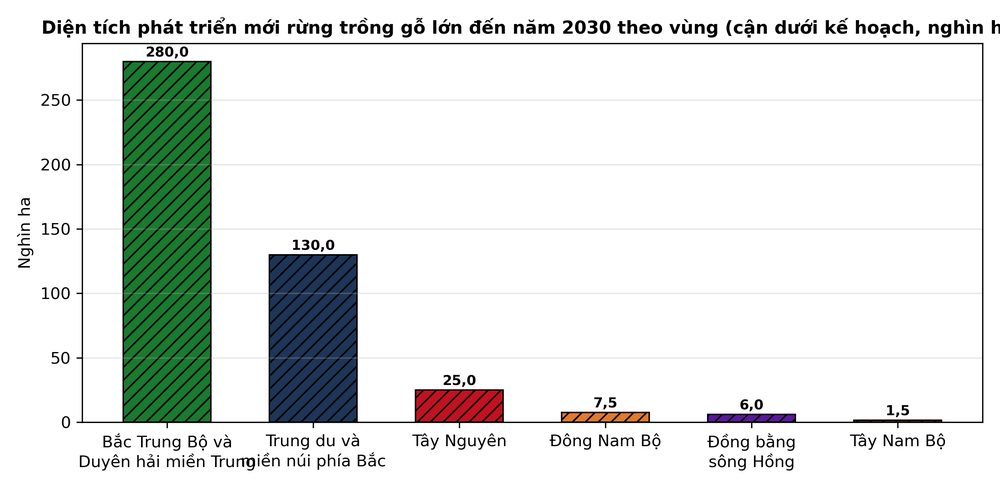 Diện tích phát triển mới rừng trồng gỗ lớn đến năm 2030 theo vùng (cận dưới kế hoạch, nghìn h
280,0
250
200
150
100
50
0
Nghìn ha
130,0
25,0
7,5
6,0
1,5
Bắc Trung Bộ và
Duyên hải miền Trung
Trung du và
miền núi phía Bắc
Tây Nguyên
Đông Nam Bộ
Đồng bằng
sông Hồng
Tây Nam Bộ